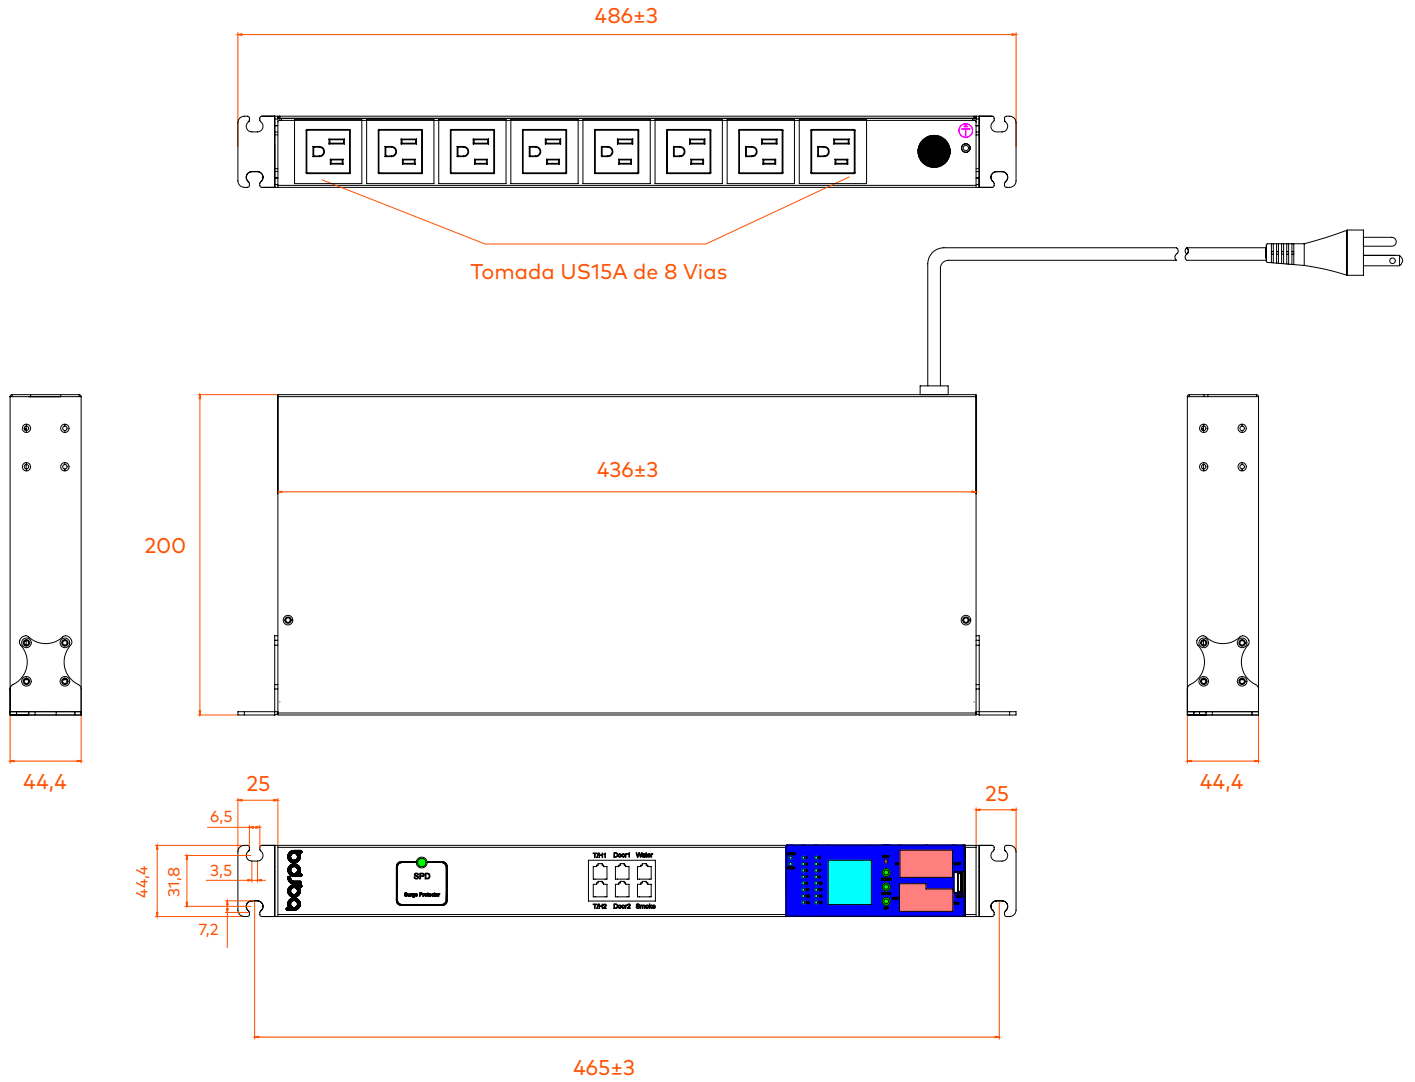 486±3
Tomada US15A de 8 Vias
436±3
200
44,4
44,4
25
25
6,5
3,5
44,4
31,8
7,2
SPD
Surge Protector
T/H1 Door1 Water
T/H2 Door2 Smoke
465±3